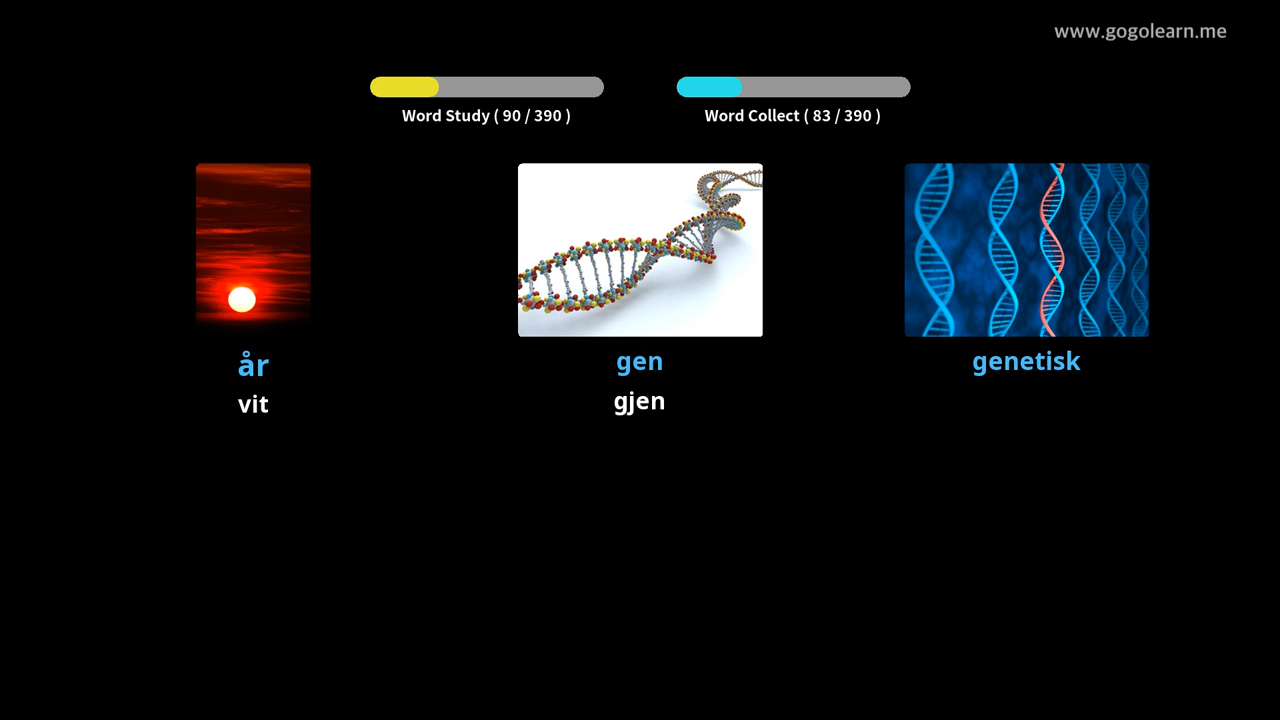 www.gogolearn.me
Word Study ( 90 / 390 )
Word Collect ( 83 / 390 )
år
gen
genetisk
vit
gjen